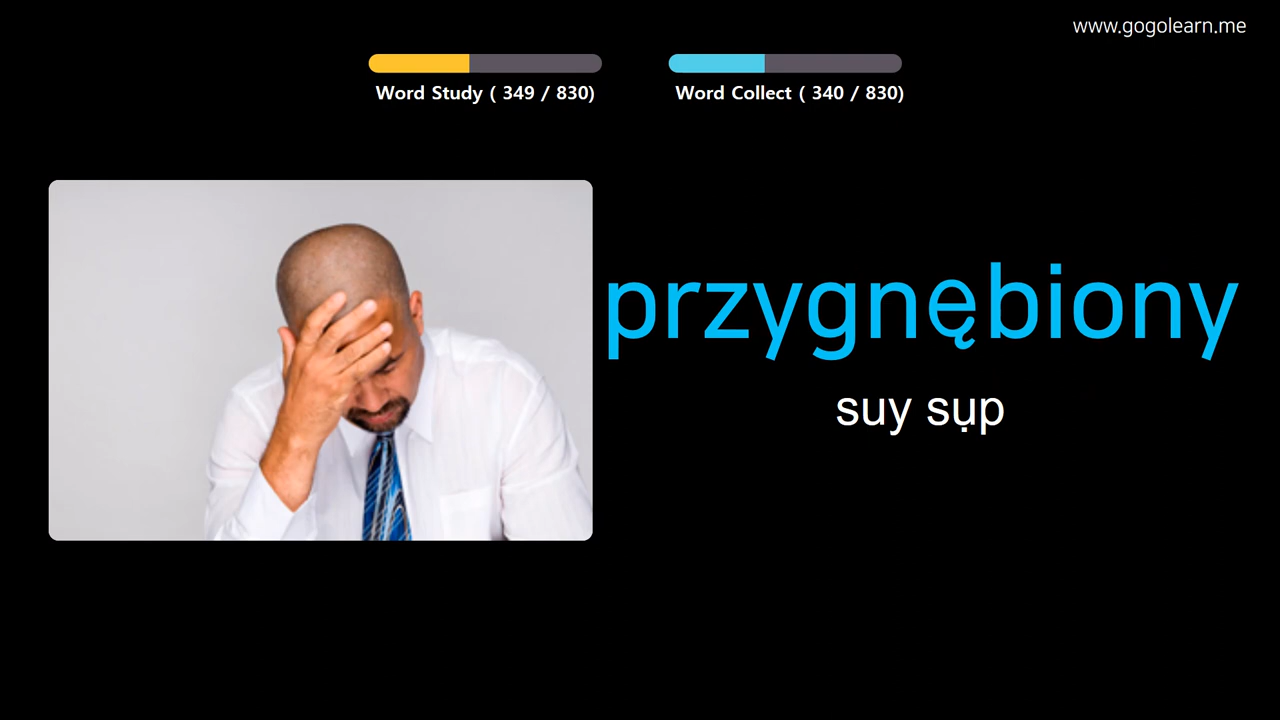 www.gogolearn.me
Word Study ( 349 / 830)
Word Collect ( 340 / 830)
przygnębiony
suy sụp